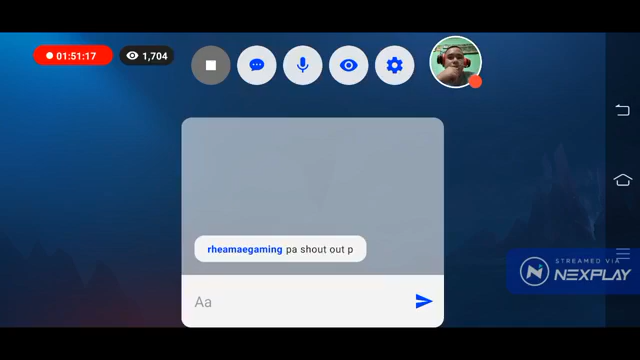 01:51:17
1,704
rheamaegaming pa shout out p
Aa
STREAMED VIA
NEXPLAY